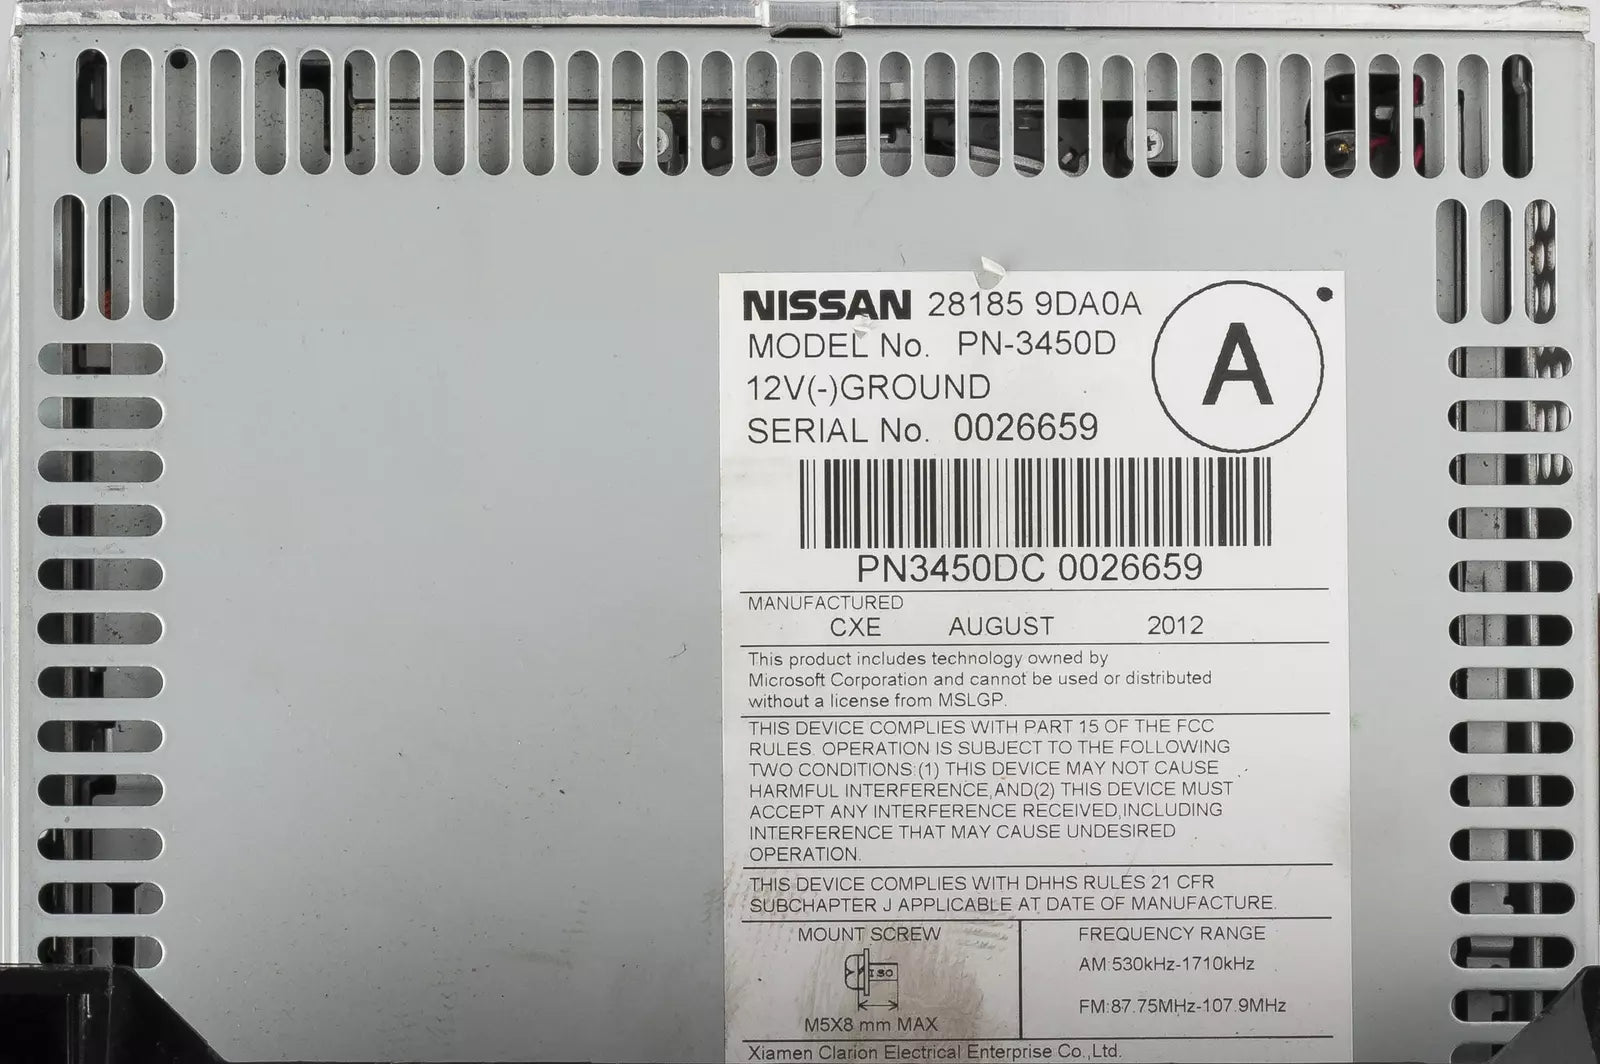 NISSAN 28185 9DA0A
MODEL No. PN-3450D
12V(-)GROUND
SERIAL No. 0026659
A
PN3450DC 0026659
MANUFACTURED
CXE AUGUST 2012
This product includes technology owned by
Microsoft Corporation and cannot be used or distributed
without a license from MSLGP.
THIS DEVICE COMPLIES WITH PART 15 OF THE FCC
RULES. OPERATION IS SUBJECT TO THE FOLLOWING
TWO CONDITIONS:(1) THIS DEVICE MAY NOT CAUSE
HARMFUL INTERFERENCE,AND(2) THIS DEVICE MUST
ACCEPT ANY INTERFERENCE RECEIVED,INCLUDING
INTERFERENCE THAT MAY CAUSE UNDESIRED
OPERATION.
THIS DEVICE COMPLIES WITH DHHS RULES 21 CFR
SUBCHAPTER J APPLICABLE AT DATE OF MANUFACTURE.
MOUNT SCREW
ISO
M5X8 mm MAX
FREQUENCY RANGE
AM:530kHz-1710kHz
FM:87.75MHz-107.9MHz
Xiamen Clarion Electrical Enterprise Co.,Ltd.